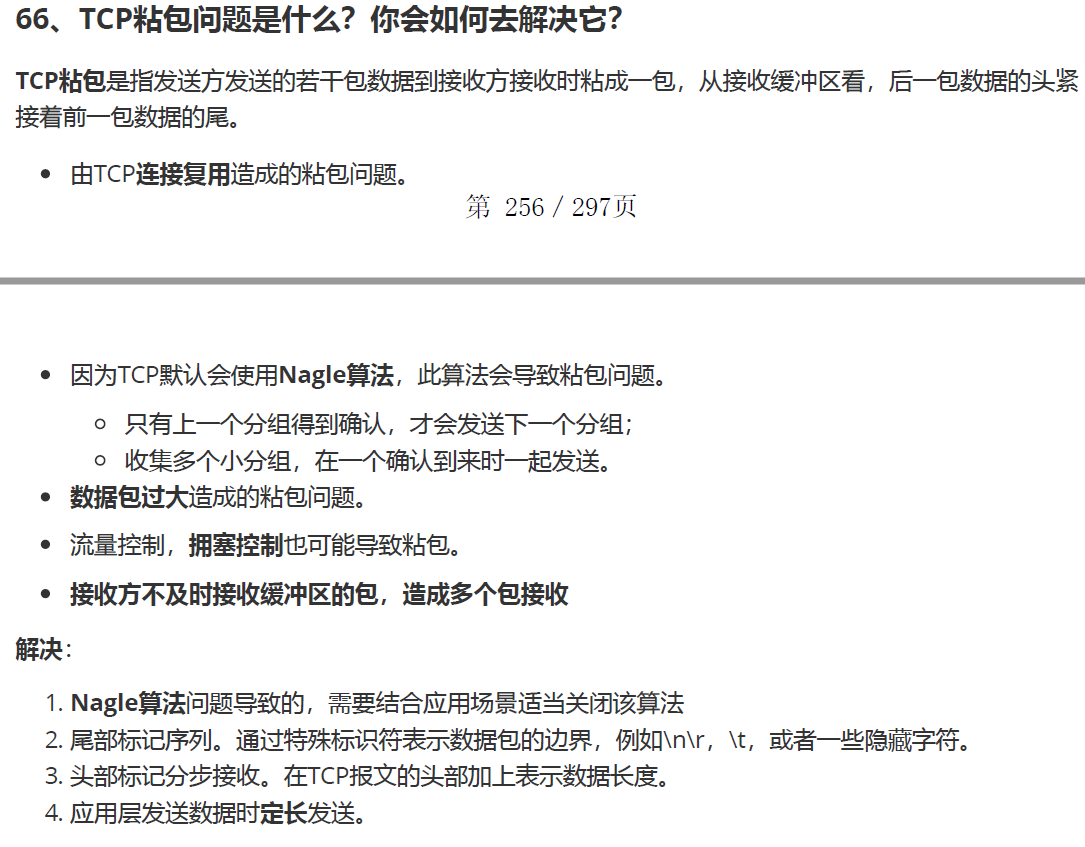 66、TCP粘包问题是什么？你会如何去解决它？
TCP粘包是指发送方发送的若干包数据到接收方接收时粘成一包，从接收缓冲区看，后一包数据的头紧
接着前一包数据的尾。
• 由TCP连接复用造成的粘包问题。
第 256 / 297页
• 因为TCP默认会使用Nagle算法，此算法会导致粘包问题。
○ 只有上一个分组得到确认，才会发送下一个分组；
○ 收集多个小分组，在一个确认到来时一起发送。
• 数据包过大造成的粘包问题。
• 流量控制，拥塞控制也可能导致粘包。
• 接收方不及时接收缓冲区的包，造成多个包接收
解决：
1. Nagle算法问题导致的，需要结合应用场景适当关闭该算法
2. 尾部标记序列。通过特殊标识符表示数据包的边界，例如\n\r，\t，或者一些隐藏字符。
3. 头部标记分步接收。在TCP报文的头部加上表示数据长度。
4. 应用层发送数据时定长发送。